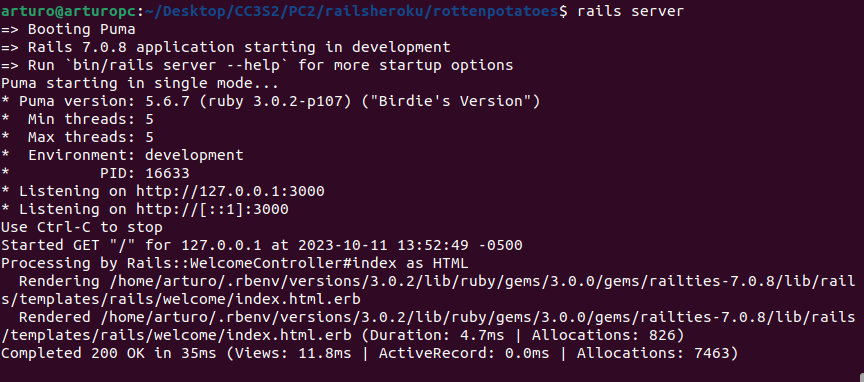 arturo@arturopc:~/Desktop/CC3S2/PC2/railsheroku/rottenpotatoes$ rails server
=> Booting Puma
=> Rails 7.0.8 application starting in development
=> Run `bin/rails server --help` for more startup options
Puma starting in single mode...
* Puma version: 5.6.7 (ruby 3.0.2-p107) ("Birdie's Version")
*  Min threads: 5
*  Max threads: 5
*  Environment: development
*          PID: 16633
* Listening on http://127.0.0.1:3000
* Listening on http://[::1]:3000
Use Ctrl-C to stop
Started GET "/" for 127.0.0.1 at 2023-10-11 13:52:49 -0500
Processing by Rails::WelcomeController#index as HTML
  Rendering /home/arturo/.rbenv/versions/3.0.2/lib/ruby/gems/3.0.0/gems/railties-7.0.8/lib/rail
s/templates/rails/welcome/index.html.erb
  Rendered /home/arturo/.rbenv/versions/3.0.2/lib/ruby/gems/3.0.0/gems/railties-7.0.8/lib/rails
/templates/rails/welcome/index.html.erb (Duration: 4.7ms | Allocations: 826)
Completed 200 OK in 35ms (Views: 11.8ms | ActiveRecord: 0.0ms | Allocations: 7463)